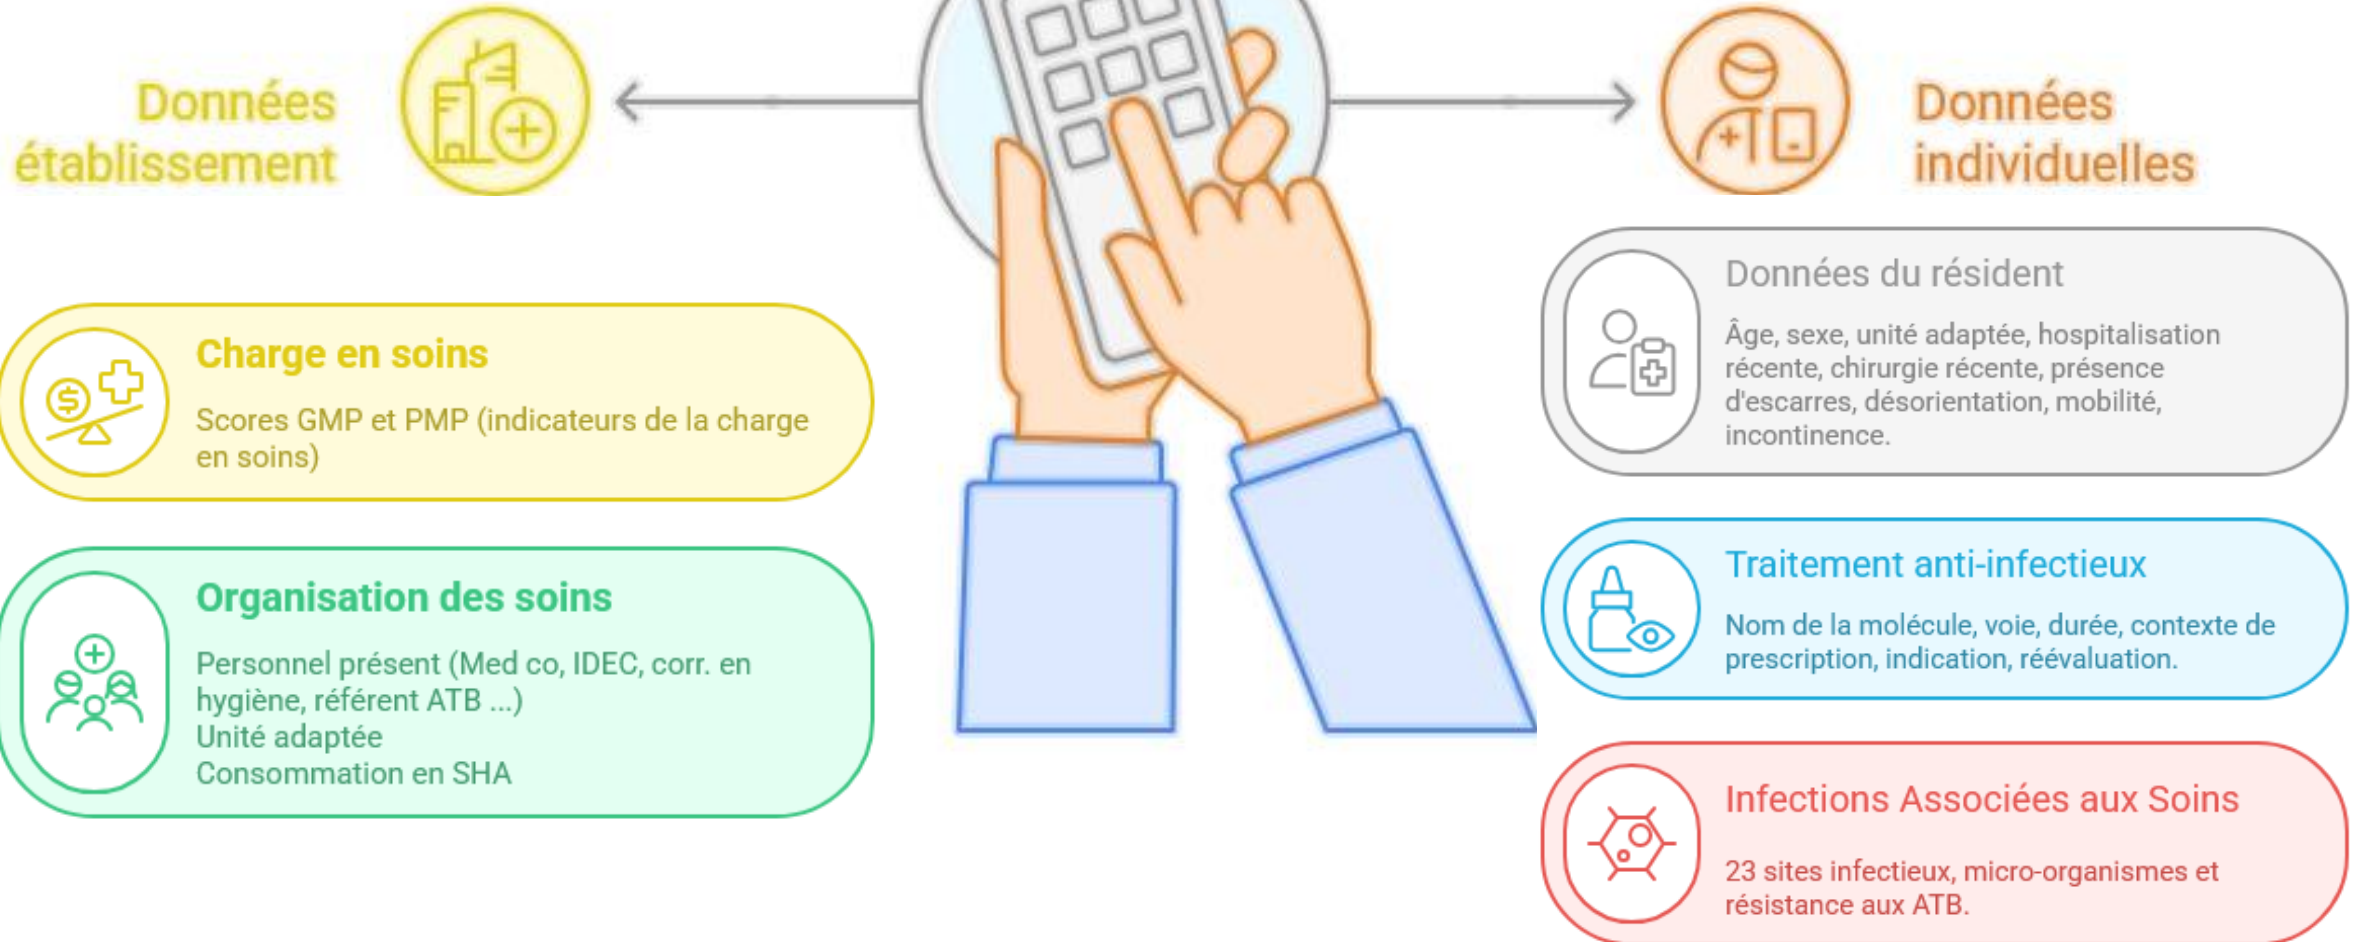 Données
établissement
Charge en soins
Scores GMP et PMP (indicateurs de la charge
en soins)
Organisation des soins
Personnel présent (Med co, IDEC, corr. en
hygiène, référent ATB ...)
Unité adaptée
Consommation en SHA
Données
individuelles
Données du résident
Âge, sexe, unité adaptée, hospitalisation
récente, chirurgie récente, présence
d'escarres, désorientation, mobilité,
incontinence.
Traitement anti-infectieux
Nom de la molécule, voie, durée, contexte de
prescription, indication, réévaluation.
Infections Associées aux Soins
23 sites infectieux, micro-organismes et
résistance aux ATB.